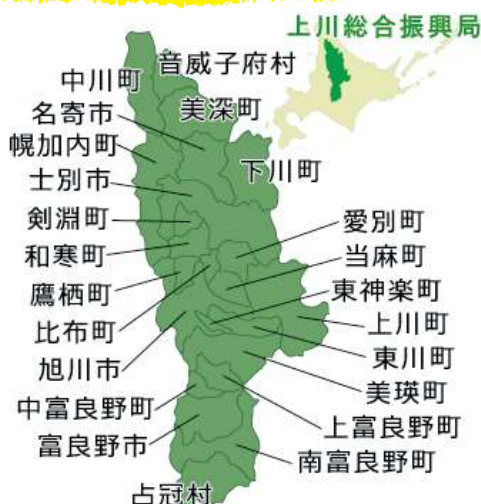 上川総合振興局
中川町
音威子府村
名寄市
美深町
幌加内町
下川町
士別市
剣淵町
和寒町
鷹栖町
比布町
旭川市
中富良野町
富良野市
占冠村
愛別町
当麻町
東神楽町
上川町
東川町
美瑛町
上富良野町
南富良野町